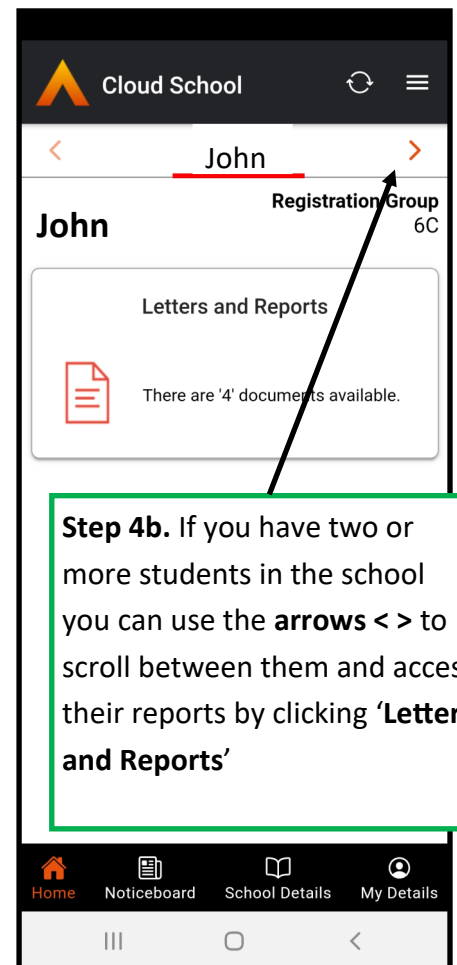 Cloud School
John
John
Registration Group
6C
Letters and Reports
There are '4' documents available.
Step 4b. If you have two or
more students in the school
you can use the arrows < > to
scroll between them and acces
their reports by clicking ‘Letter
and Reports’
Home Noticeboard School Details My Details